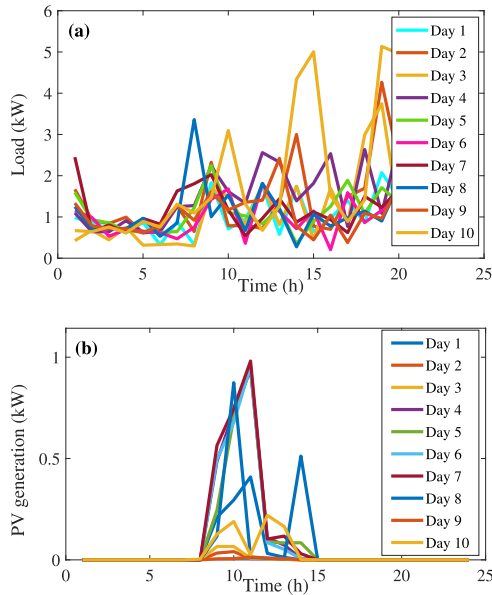 (a)
Load (kW)
6
5
4
3
2
1
0
0
5
10
15
20
25
Time (h)
Day 1
Day 2
Day 3
Day 4
Day 5
Day 6
Day 7
Day 8
Day 9
Day 10
(b)
PV generation (kW)
1
0.5
0
0
5
10
15
20
25
Time (h)
Day 1
Day 2
Day 3
Day 4
Day 5
Day 6
Day 7
Day 8
Day 9
Day 10